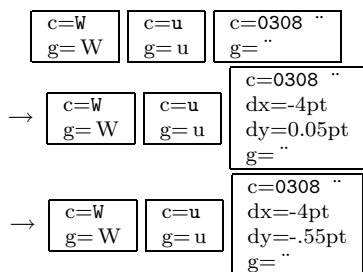 c=W c=u c=0308 ¨
g= W g= u g= ¨
→ c=W c=u c=0308 ¨
g= W g= u dx=-4pt
dy=0.05pt
g= ¨
→ c=W c=u c=0308 ¨
g= W g= u dx=-4pt
dy=-.55pt
g= ¨